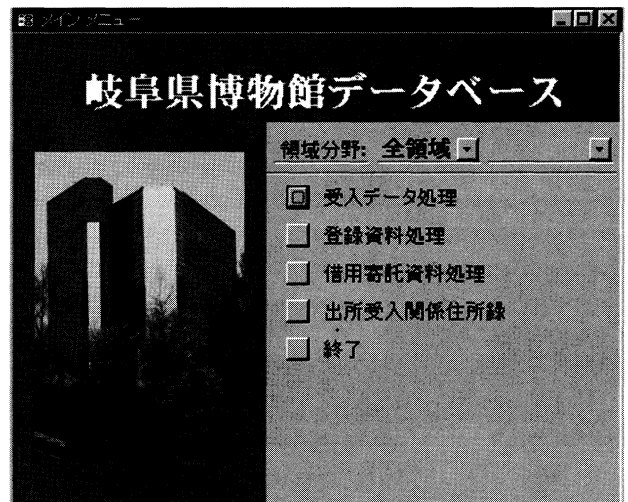 メイン メニュー
岐阜県博物館データベース
領域分野: 全領域
受入データ処理
登録資料処理
借用寄託資料処理
出所受入関係住所録
終了